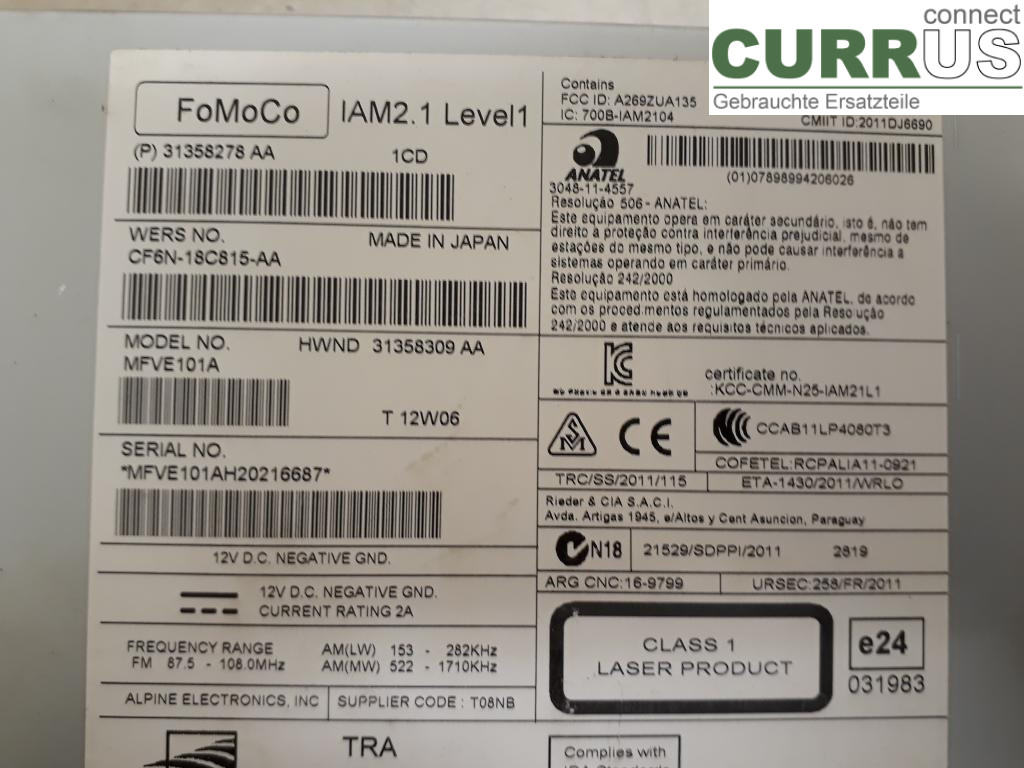 connect
CURRUS
Gebrauchte Ersatzteile
FoMoCo
IAM2.1 Level1
(P) 31358278 AA
1CD
WERS NO.
MADE IN JAPAN
CF6N-18C815-AA
MODEL NO.
HWND 31358309 AA
MFVE101A
T 12W06
SERIAL NO.
*MFVE101AH20216687*
12V D.C. NEGATIVE GND.
12V D.C. NEGATIVE GND.
CURRENT RATING 2A
FREQUENCY RANGE
FM 87.5 - 108.0MHz
AM(LW) 153 - 282KHz
AM(MW) 522 - 1710KHz
ALPINE ELECTRONICS, INC
SUPPLIER CODE : T08NB
TRA
Contains
FCC ID: A269ZUA135
IC: 700B-IAM2104
CMIIT ID:2011DJ6690
ANATEL
3048-11-4557
(01)07898994206026
Resolução 506 - ANATEL:
Este equipamento opera em caráter secundário, isto é, não tem
direito a proteção contra interferência prejudicial, mesmo de
estações do mesmo tipo, e não pode causar interferência a
sistemas operando em caráter primário.
Resolução 242/2000
Este equipamento está homologado pela ANATEL, de acordo
com os procedimentos regulamentados pela Resolução
242/2000 e atende aos requisitos técnicos aplicados.
certificate no.
:KCC-CMM-N25-IAM21L1
SM
CE
CCAB11LP4080T3
COFETEL:RCPALIA11-0921
TRC/SS/2011/115
ETA-1430/2011/WRLO
Rieder & CIA S.A.C.I.
Avda. Artigas 1945, e/Altos y Cent Asuncion, Paraguay
N18
21529/SDPPI/2011
2819
ARG CNC:16-9799
URSEC:258/FR/2011
CLASS 1
LASER PRODUCT
e24
031983
Complies with